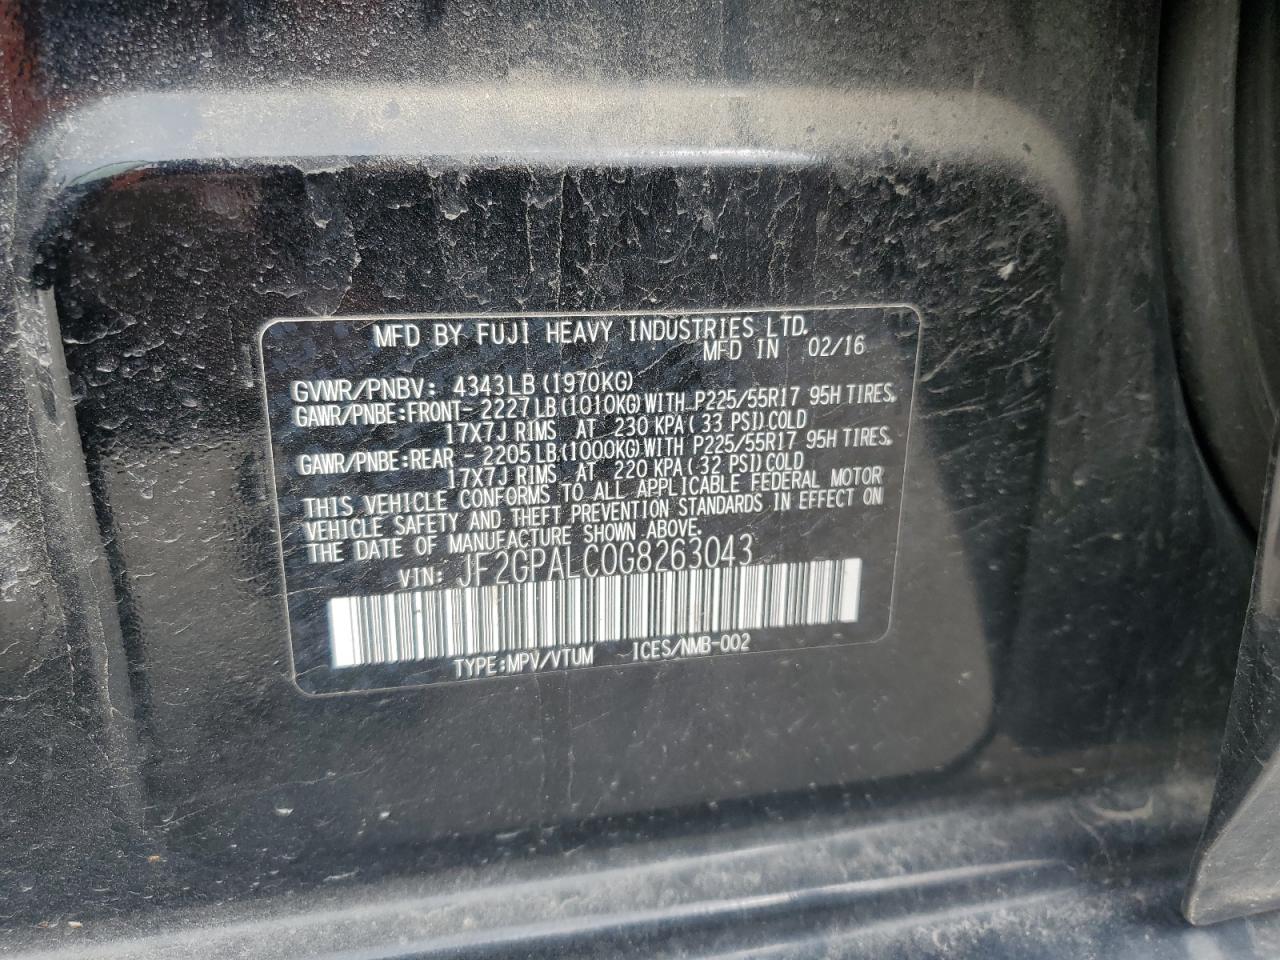 MFD BY FUJI HEAVY INDUSTRIES LTD.
MFD IN 02/16
GVWR/PNBV: 4343LB(1970KG)
GAWR/PNBE:FRONT-2227LB(1010KG)WITH P225/55R17 95H TIRES,
17X7J RIMS AT 230 KPA(33 PSI)COLD
GAWR/PNBE:REAR -2205LB(1000KG)WITH P225/55R17 95H TIRES,
17X7J RIMS AT 220 KPA(32 PSI)COLD
THIS VEHICLE CONFORMS TO ALL APPLICABLE FEDERAL MOTOR
VEHICLE SAFETY AND THEFT PREVENTION STANDARDS IN EFFECT ON
THE DATE OF MANUFACTURE SHOWN ABOVE.
VIN: JF2GPALC0G8263043
TYPE:MPV/VTUM ICES/NMB-002